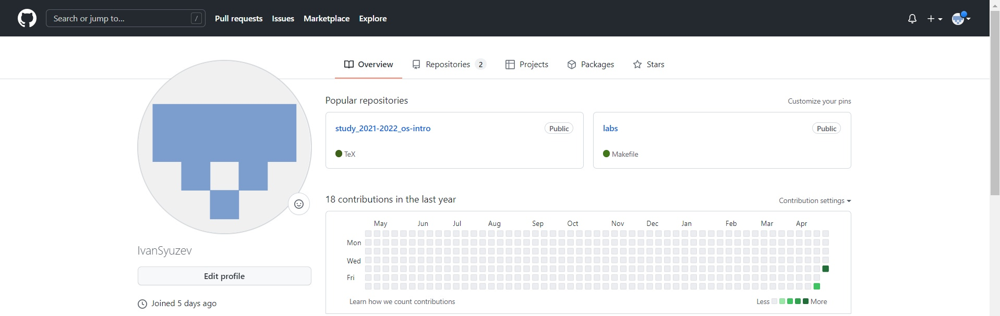 Search or jump to... / Pull requests Issues Marketplace Explore
Overview Repositories 2 Projects Packages Stars
Popular repositories Customize your pins
study_2021-2022_os-intro Public labs Public
TeX Makefile
18 contributions in the last year Contribution settings
May Jun Jul Aug Sep Oct Nov Dec Jan Feb Mar Apr
Mon
Wed
Fri
Learn how we count contributions Less More
IvanSyuzev
Edit profile
Joined 5 days ago